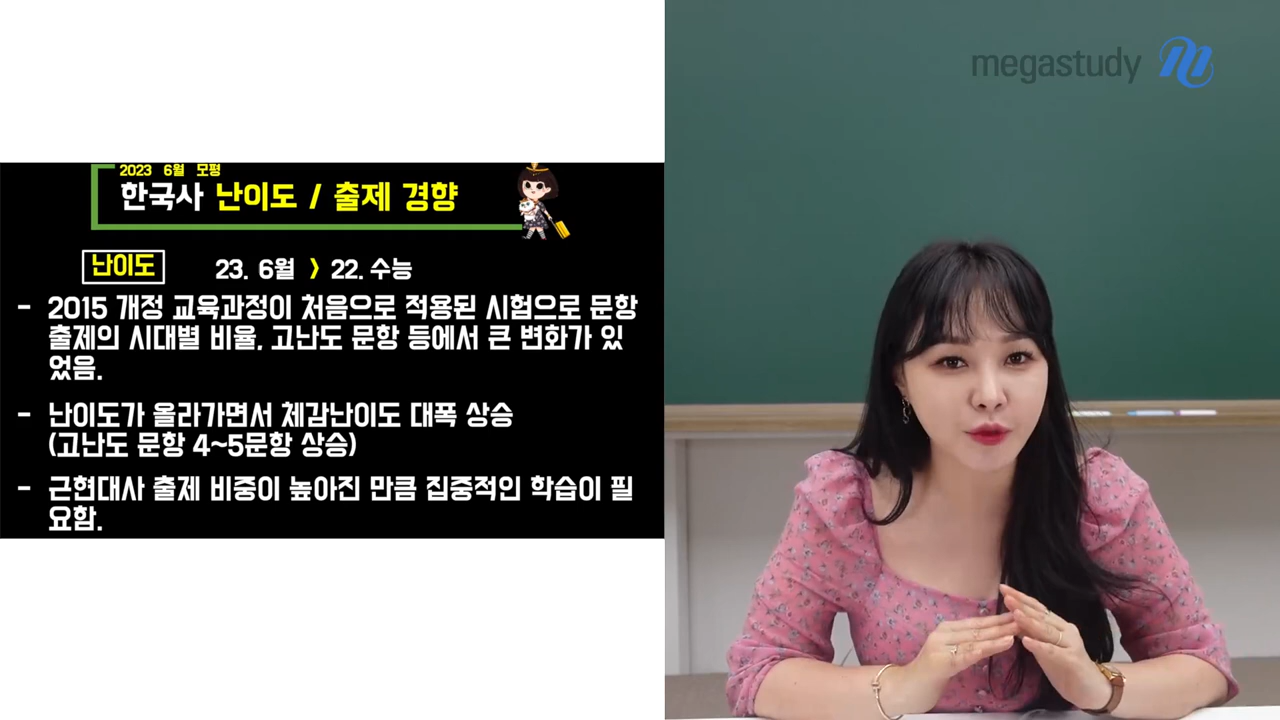 2023 6월 모평
한국사 난이도 / 출제 경향
난이도
23. 6월 > 22. 수능
- 2015 개정 교육과정이 처음으로 적용된 시험으로 문항
출제의 시대별 비율, 고난도 문항 등에서 큰 변화가 있
었음.
- 난이도가 올라가면서 체감난이도 대폭 상승
(고난도 문항 4~5문항 상승)
- 근현대사 출제 비중이 높아진 만큼 집중적인 학습이 필
요함.
megastudy